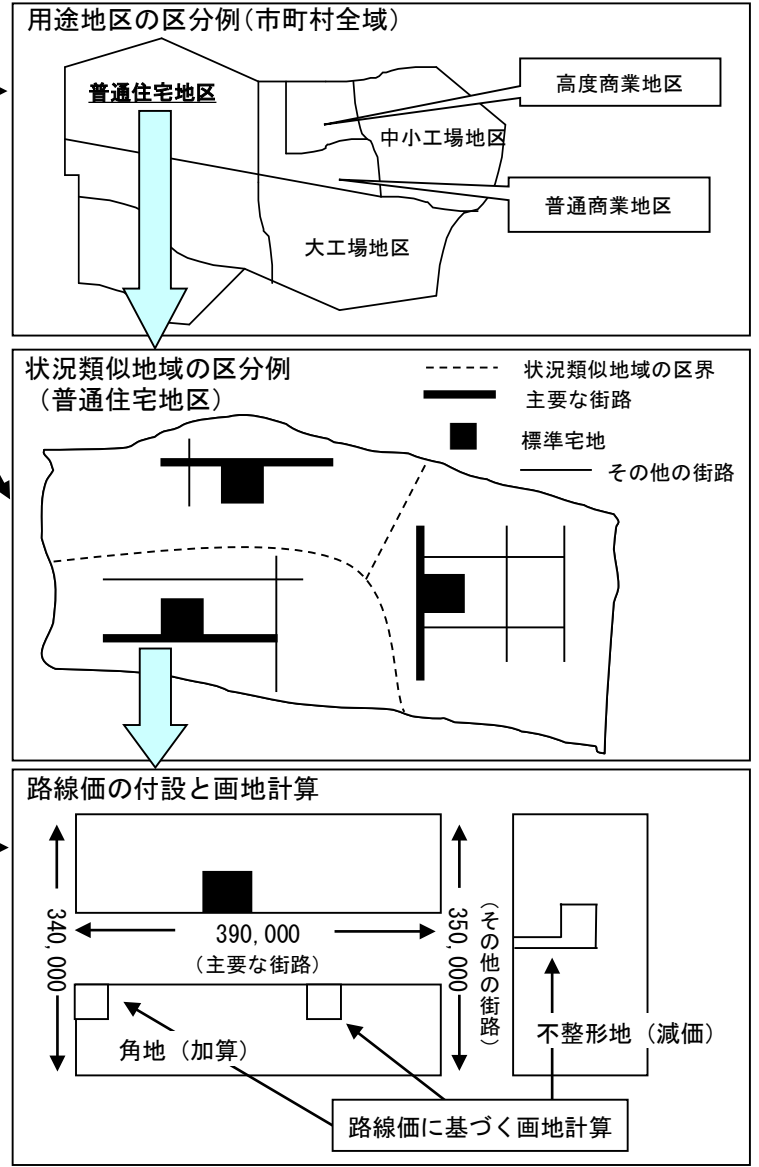 用途地区の区分例(市町村全域)
普通住宅地区
高度商業地区
中小工場地区
普通商業地区
大工場地区
状況類似地域の区分例
(普通住宅地区)
状況類似地域の区界
主要な街路
標準宅地
その他の街路
路線価の付設と画地計算
340,000
390,000
(主要な街路)
350,000
(その他の街路)
角地(加算)
不整形地(減価)
路線価に基づく画地計算